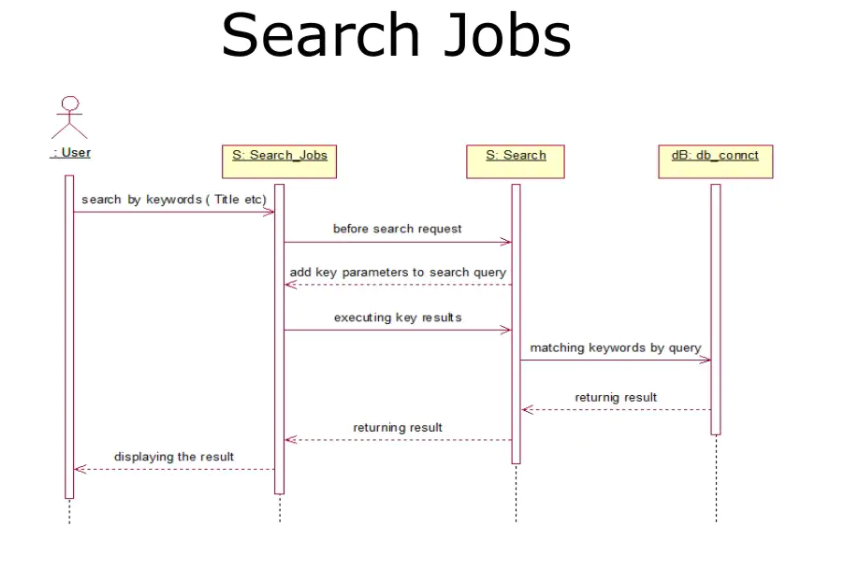 Search Jobs
: User
S: Search_Jobs
S: Search
dB: db_connct
search by keywords ( Title etc)
before search request
add key parameters to search query
executing key results
matching keywords by query
returnig result
returning result
displaying the result